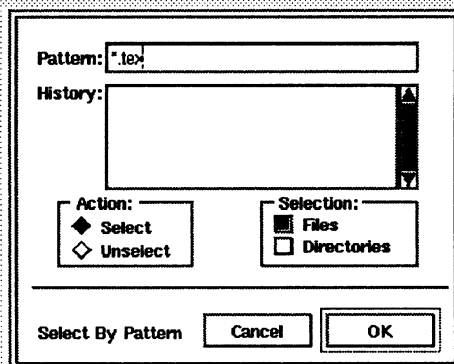 Pattern: *.tex
History:
Action:
Select
Unselect
Selection:
Files
Directories
Select By Pattern
Cancel
OK